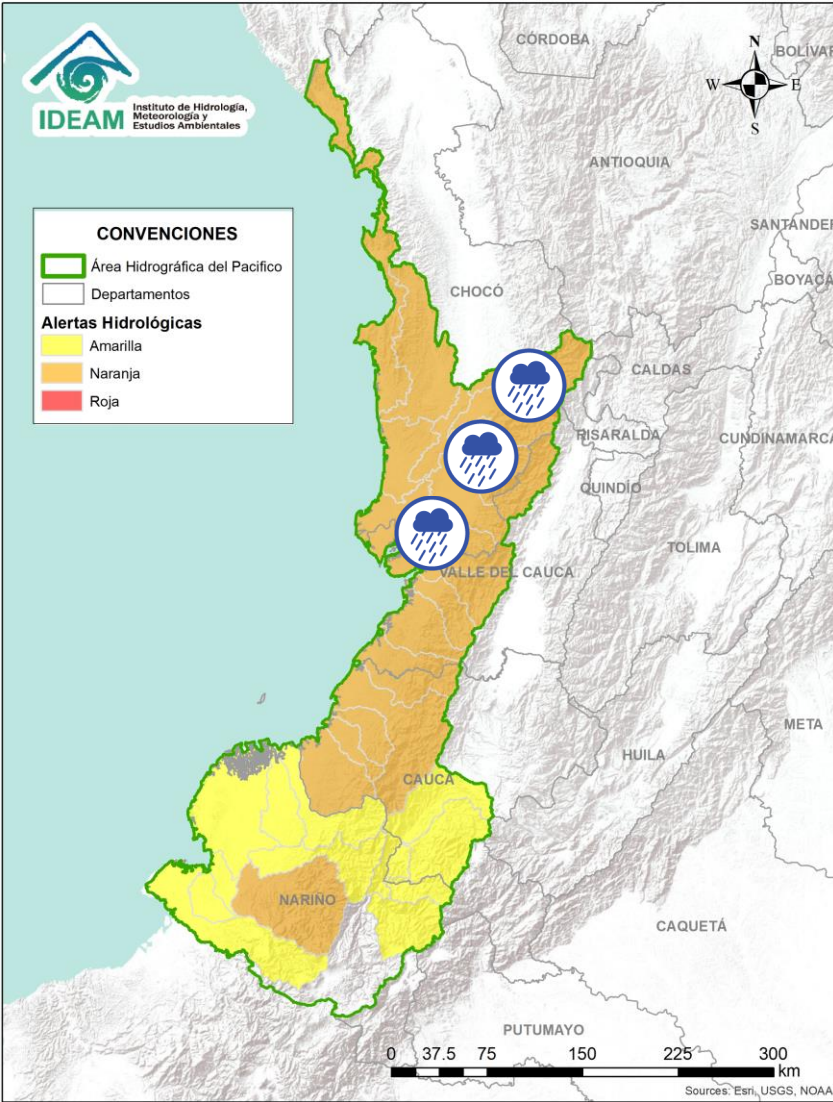 CÓRDOBA
BOLÍVAR
N
W
E
S
IDEAM
Instituto de Hidrología,
Meteorología y
Estudios Ambientales
ANTIOQUIA
CONVENCIONES
Área Hidrográfica del Pacifico
Departamentos
Alertas Hidrológicas
Amarilla
Naranja
Roja
SANTANDER
BOYACÁ
CHOCÓ
CALDAS
RISARALDA
CUNDINAMARCA
QUINDÍO
TOLIMA
VALLE DEL CAUCA
META
HUILA
CAUCA
NARIÑO
CAQUETÁ
PUTUMAYO
0 37.5 75 150 225 300
km
Sources: Esri, USGS, NOAA